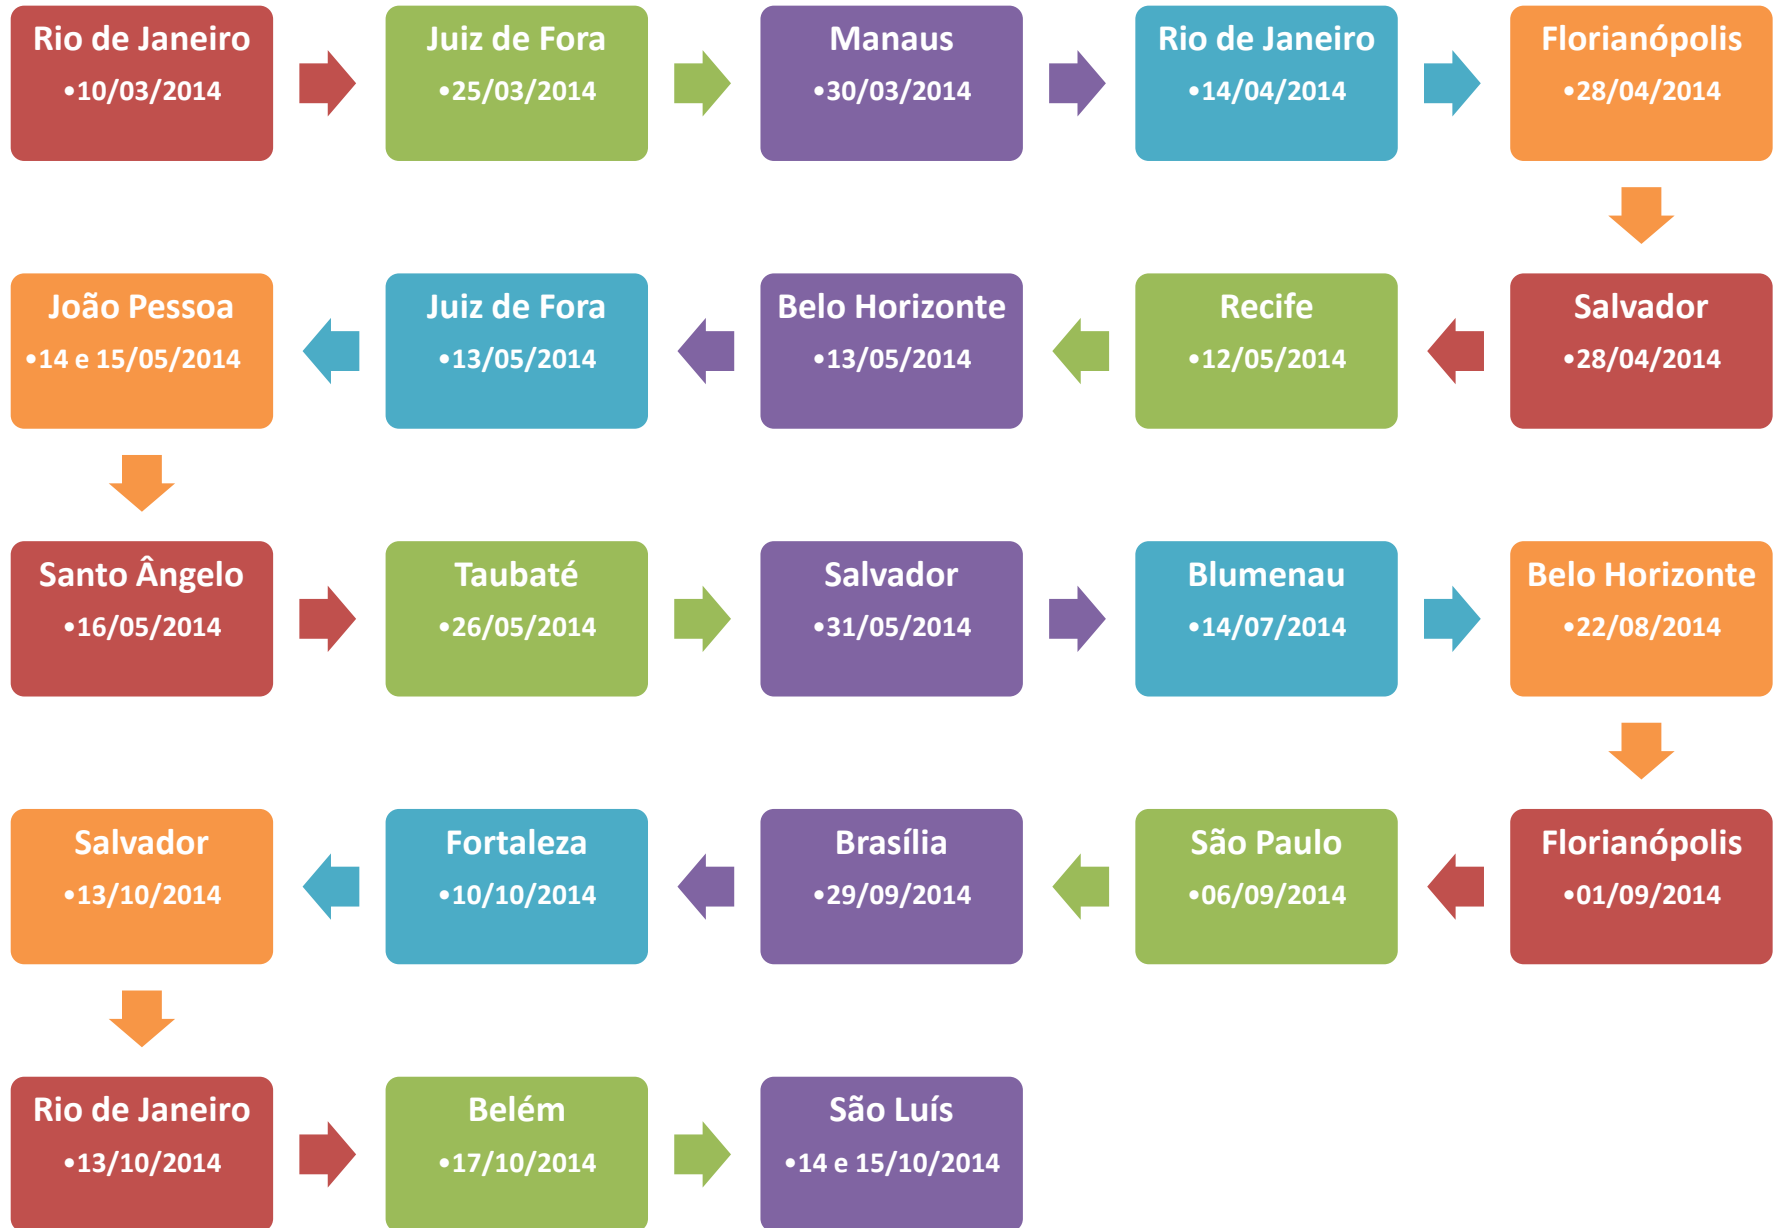 Rio de Janeiro
•10/03/2014
Juiz de Fora
•25/03/2014
Manaus
•30/03/2014
Rio de Janeiro
•14/04/2014
Florianópolis
•28/04/2014
Salvador
•28/04/2014
Recife
•12/05/2014
Belo Horizonte
•13/05/2014
Juiz de Fora
•13/05/2014
João Pessoa
•14 e 15/05/2014
Santo Ângelo
•16/05/2014
Taubaté
•26/05/2014
Salvador
•31/05/2014
Blumenau
•14/07/2014
Belo Horizonte
•22/08/2014
Florianópolis
•01/09/2014
São Paulo
•06/09/2014
Brasília
•29/09/2014
Fortaleza
•10/10/2014
Salvador
•13/10/2014
Rio de Janeiro
•13/10/2014
Belém
•17/10/2014
São Luís
•14 e 15/10/2014